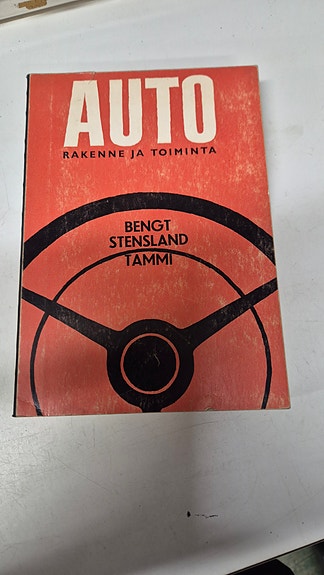 AUTO
RAKENNE JA TOIMINTA
BENGT
STENSLAND
TAMMI